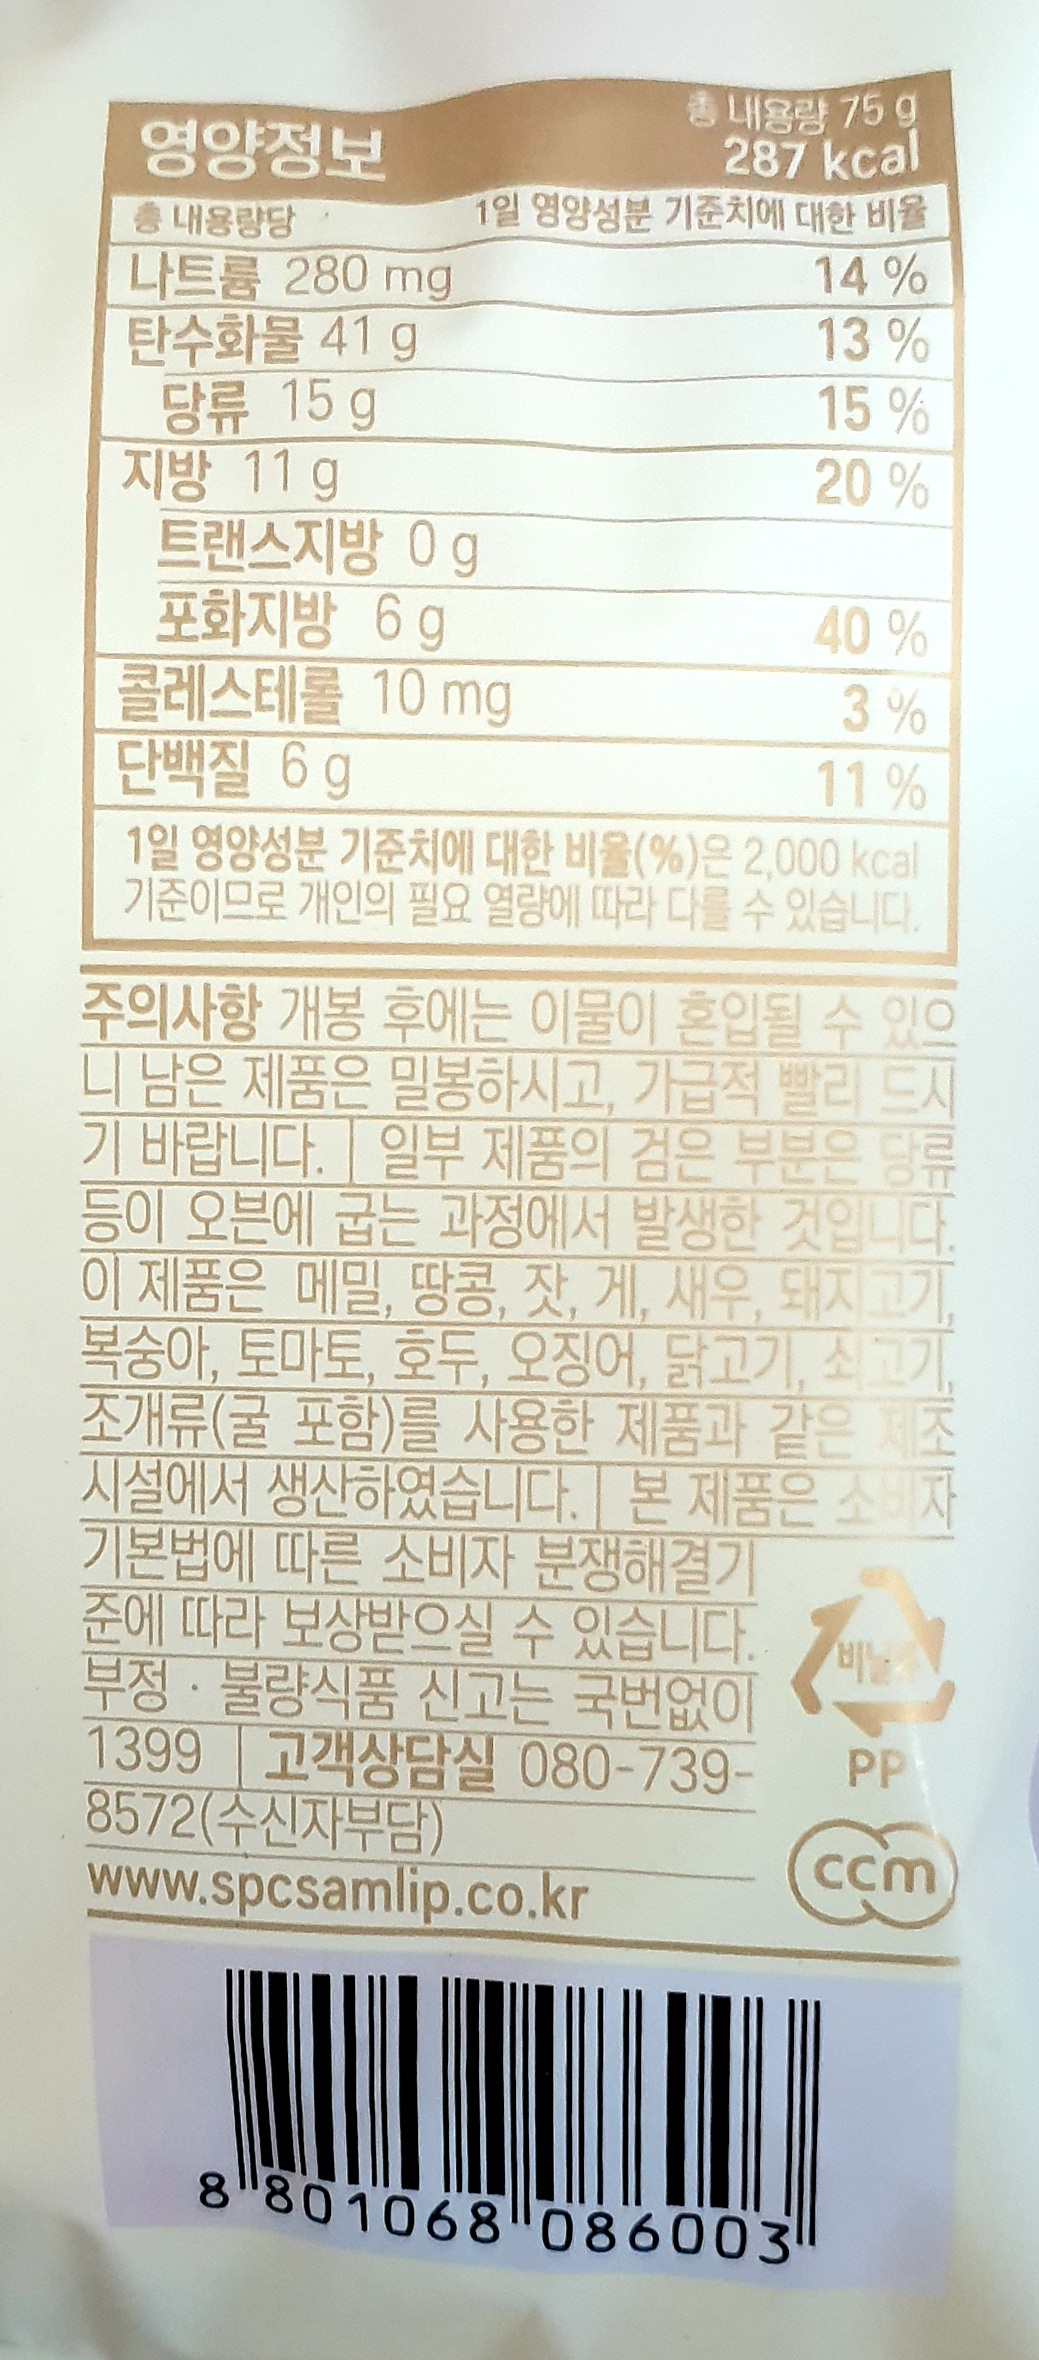 영양정보
총 내용량 75 g
287 kcal
총 내용량당 1일 영양성분 기준치에 대한 비율
나트륨 280 mg 14 %
탄수화물 41 g 13 %
당류 15 g 15 %
지방 11 g 20 %
트랜스지방 0 g
포화지방 6 g 40 %
콜레스테롤 10 mg 3 %
단백질 6 g 11 %
1일 영양성분 기준치에 대한 비율(%)은 2,000 kcal
기준이므로 개인의 필요 열량에 따라 다를 수 있습니다.
주의사항 개봉 후에는 이물이 혼입될 수 있으
니 남은 제품은 밀봉하시고, 가급적 빨리 드시
기 바랍니다. | 일부 제품의 검은 부분은 당류
등이 오븐에 굽는 과정에서 발생한 것입니다.
이 제품은 메밀, 땅콩, 잣, 게, 새우, 돼지고기,
복숭아, 토마토, 호두, 오징어, 닭고기, 쇠고기,
조개류(굴 포함)를 사용한 제품과 같은 제조
시설에서 생산하였습니다. | 본 제품은 소비자
기본법에 따른 소비자 분쟁해결기
준에 따라 보상받으실 수 있습니다.
부정 · 불량식품 신고는 국번없이
1399 | 고객상담실 080-739-
8572(수신자부담)
www.spcsamlip.co.kr
비닐류
PP
ccm
8 801068 086003